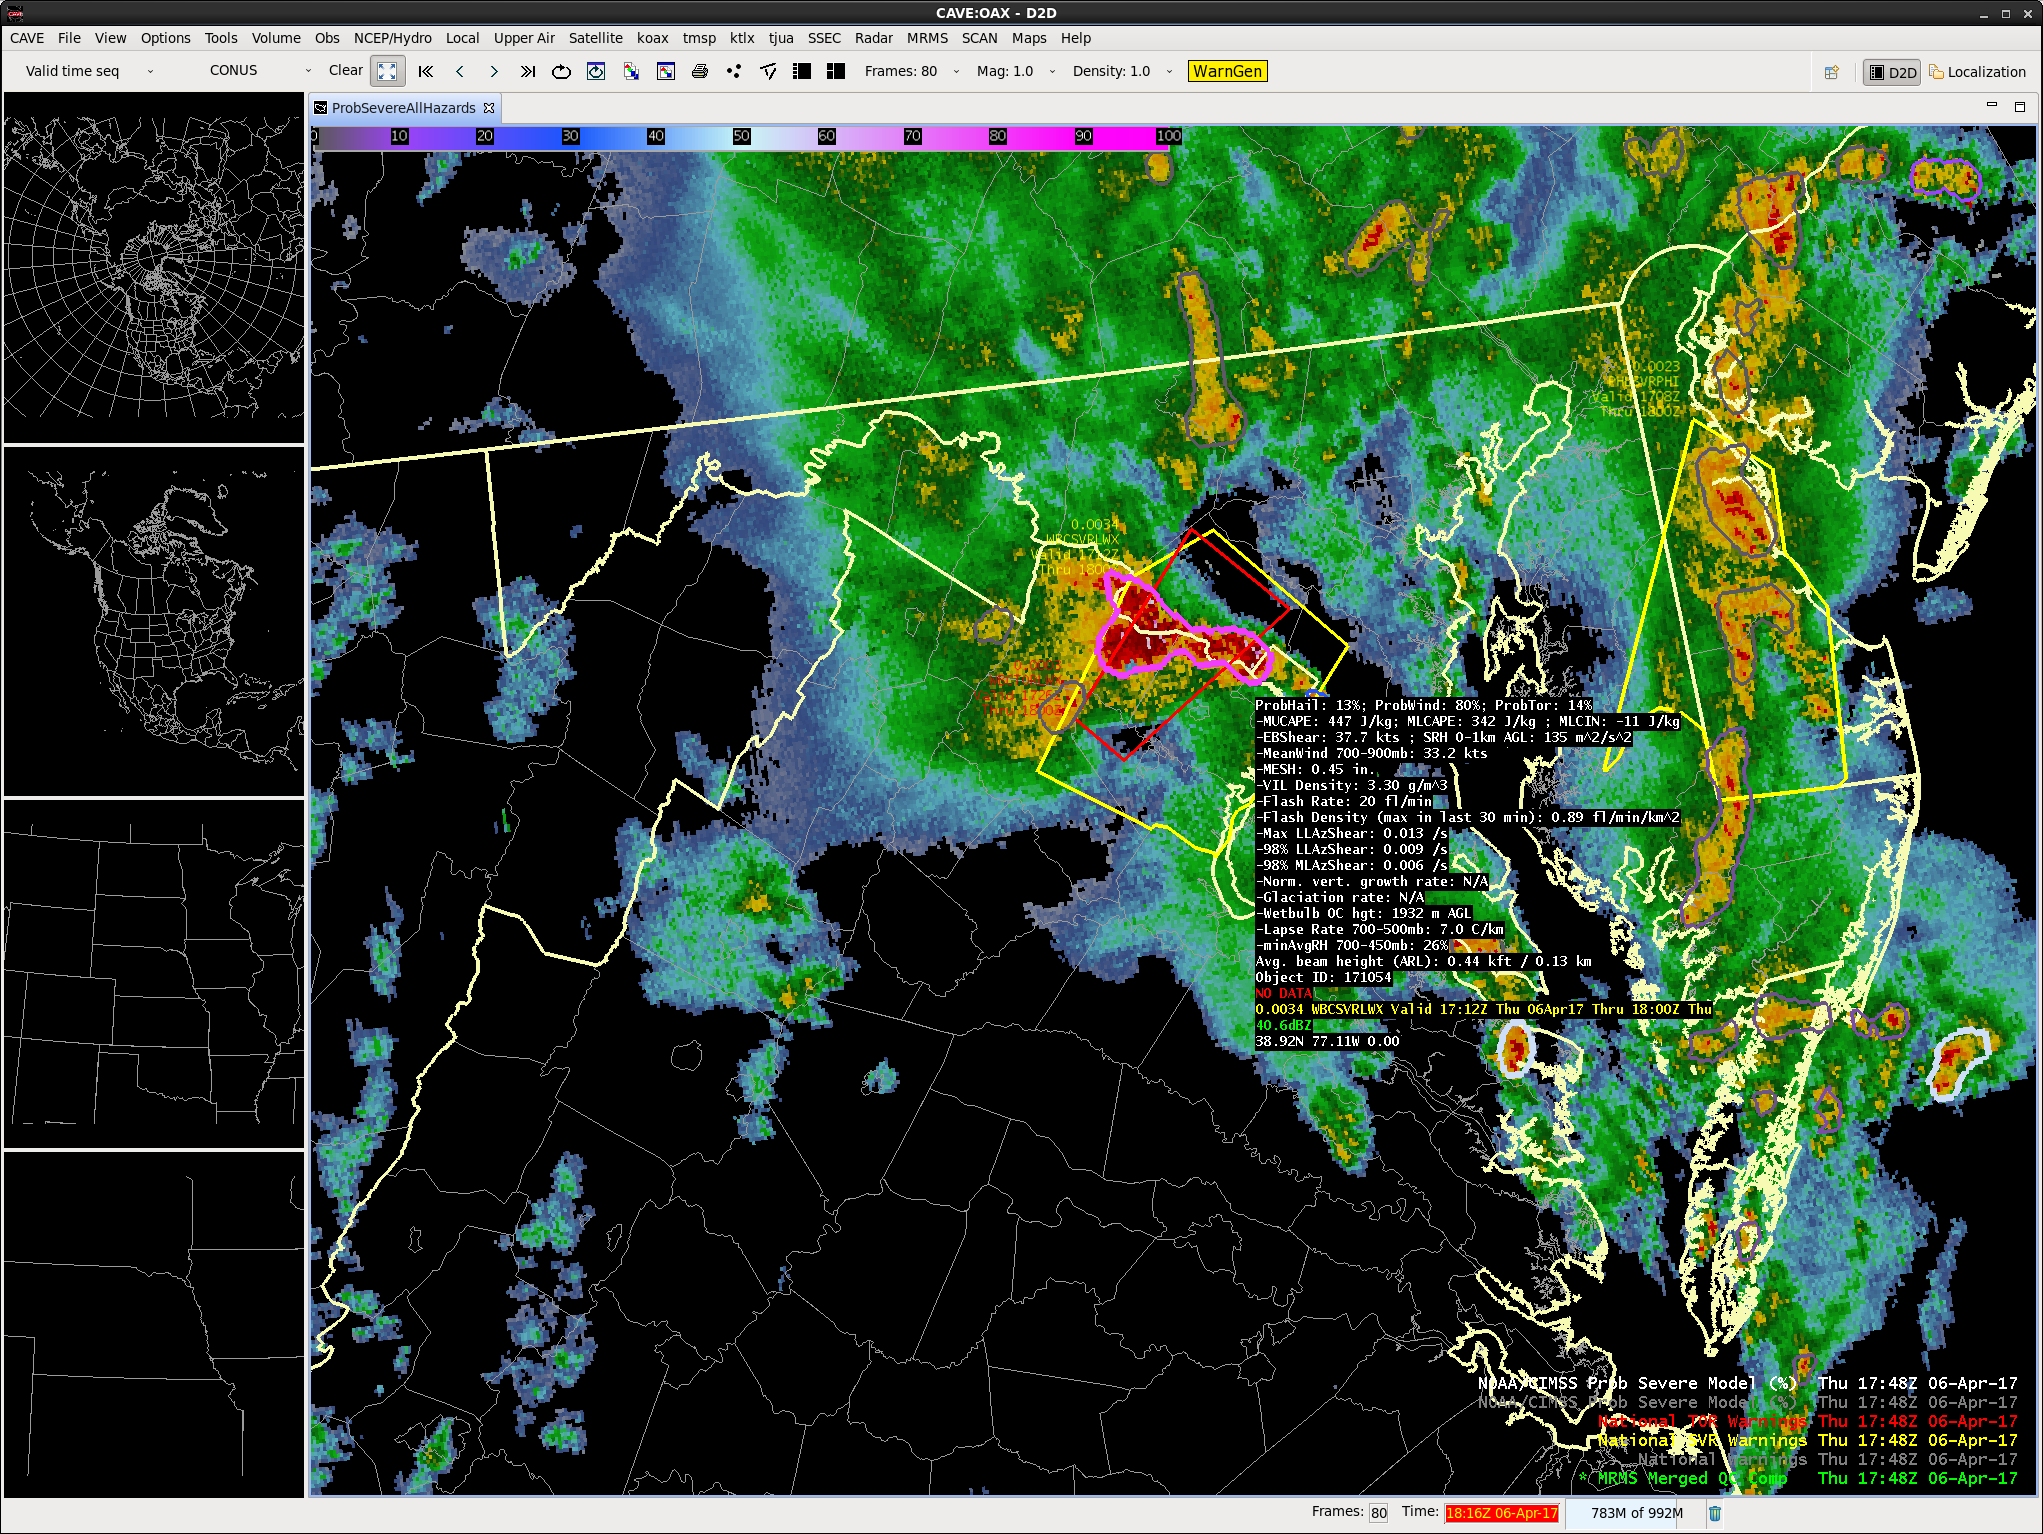 CAVE:OAX - D2D
CAVE File View Options Tools Volume Obs NCEP/Hydro Local Upper Air Satellite koax tmsp ktlx tjua SSEC Radar MRMS SCAN Maps Help
Valid time seq CONUS Clear Frames: 80 Mag: 1.0 Density: 1.0 WarnGen D2D Localization
ProbSevereAllHazards
0 10 20 30 40 50 60 70 80 90 100
0.0023
Thru 1800Z
0.0034
WBCSVRLWX
Valid 1712Z
ProbHail: 13%; ProbWind: 80%; ProbTor: 14%
-MUCAPE: 447 J/kg; MLCAPE: 342 J/kg ; MLCIN: -11 J/kg
-EBShear: 37.7 kts ; SRH 0-1km AGL: 135 m^2/s^2
-MeanWind 700-900mb: 33.2 kts
-MESH: 0.45 in.
-VIL Density: 3.30 g/m^3
-Flash Rate: 20 fl/min
-Flash Density (max in last 30 min): 0.89 fl/min/km^2
-Max LLAzShear: 0.013 /s
-98% LLAzShear: 0.009 /s
-98% MLAzShear: 0.006 /s
-Norm. vert. growth rate: N/A
-Glaciation rate: N/A
-Wetbulb 0C hgt: 1932 m AGL
-Lapse Rate 700-500mb: 7.0 C/km
-minAvgRH 700-450mb: 26%
Avg. beam height (ARL): 0.44 kft / 0.13 km
Object ID: 171054
NO DATA
0.0034 WBCSVRLWX Valid 17:12Z Thu 06Apr17 Thru 18:00Z Thu
40.6dBZ
38.92N 77.11W 0.00
NOAA/CIMSS Prob Severe Model (%) Thu 17:48Z 06-Apr-17
NOAA/CIMSS Prob Severe Model (%) Thu 17:48Z 06-Apr-17
National TOR Warnings Thu 17:48Z 06-Apr-17
National SVR Warnings Thu 17:48Z 06-Apr-17
National Warnings Thu 17:48Z 06-Apr-17
* MRMS Merged QC Comp Thu 17:48Z 06-Apr-17
Frames: 80 Time: 18:16Z 06-Apr-17 783M of 992M